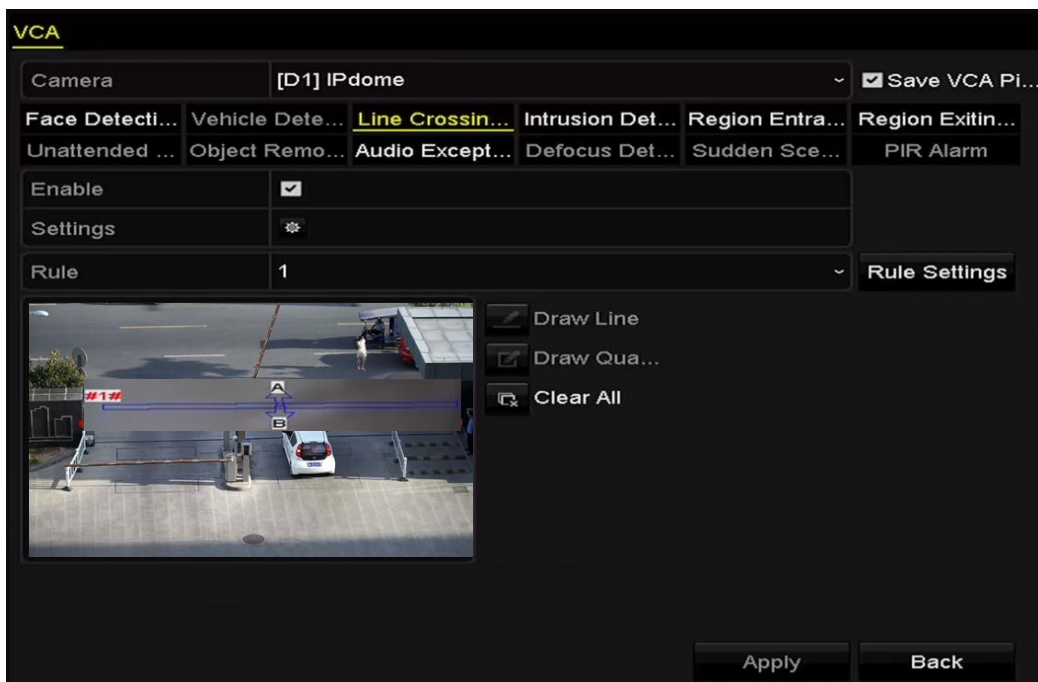 VCA
Camera [D1] IPdome Save VCA Pi...
Face Detecti... Vehicle Dete... Line Crossin... Intrusion Det... Region Entra... Region Exitin...
Unattended ... Object Remo... Audio Except... Defocus Det... Sudden Sce... PIR Alarm
Enable
Settings
Rule 1 Rule Settings
Draw Line
Draw Qua...
Clear All
#1#
A
B
Apply Back